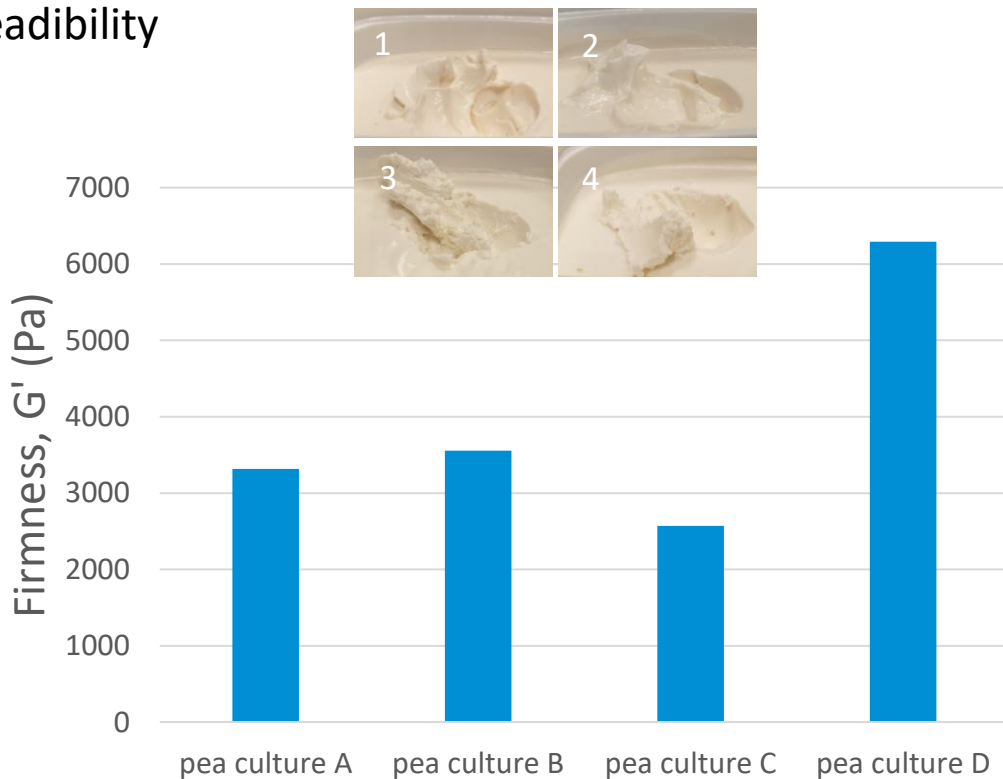 eadibility
1
2
3
4
7000
6000
5000
4000
3000
2000
1000
0
Firmness, G' (Pa)
pea culture A
pea culture B
pea culture C
pea culture D